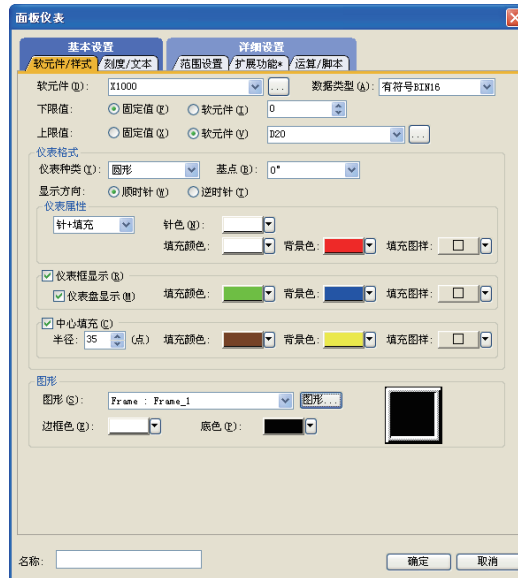 面板仪表
基本设置 详细设置
软元件/样式 刻度/文本 范围设置 扩展功能* 运算/脚本
软元件(D): X1000 ... 数据类型(A): 有符号BIN16
下限值: 固定值(F) 软元件(I) 0
上限值: 固定值(X) 软元件(V) D20 ...
仪表格式
仪表种类(Y): 圆形 基点(B): 0°
显示方向: 顺时针(W) 逆时针(I)
仪表属性
针+填充 针色(N):
填充颜色: 背景色: 填充图样:
仪表框显示(R)
仪表盘显示(M) 填充颜色: 背景色: 填充图样:
中心填充(C)
半径: 35 (点) 填充颜色: 背景色: 填充图样:
图形
图形(S): Frame : Frame_1 图形...
边框色(E): 底色(P):
名称: 确定 取消